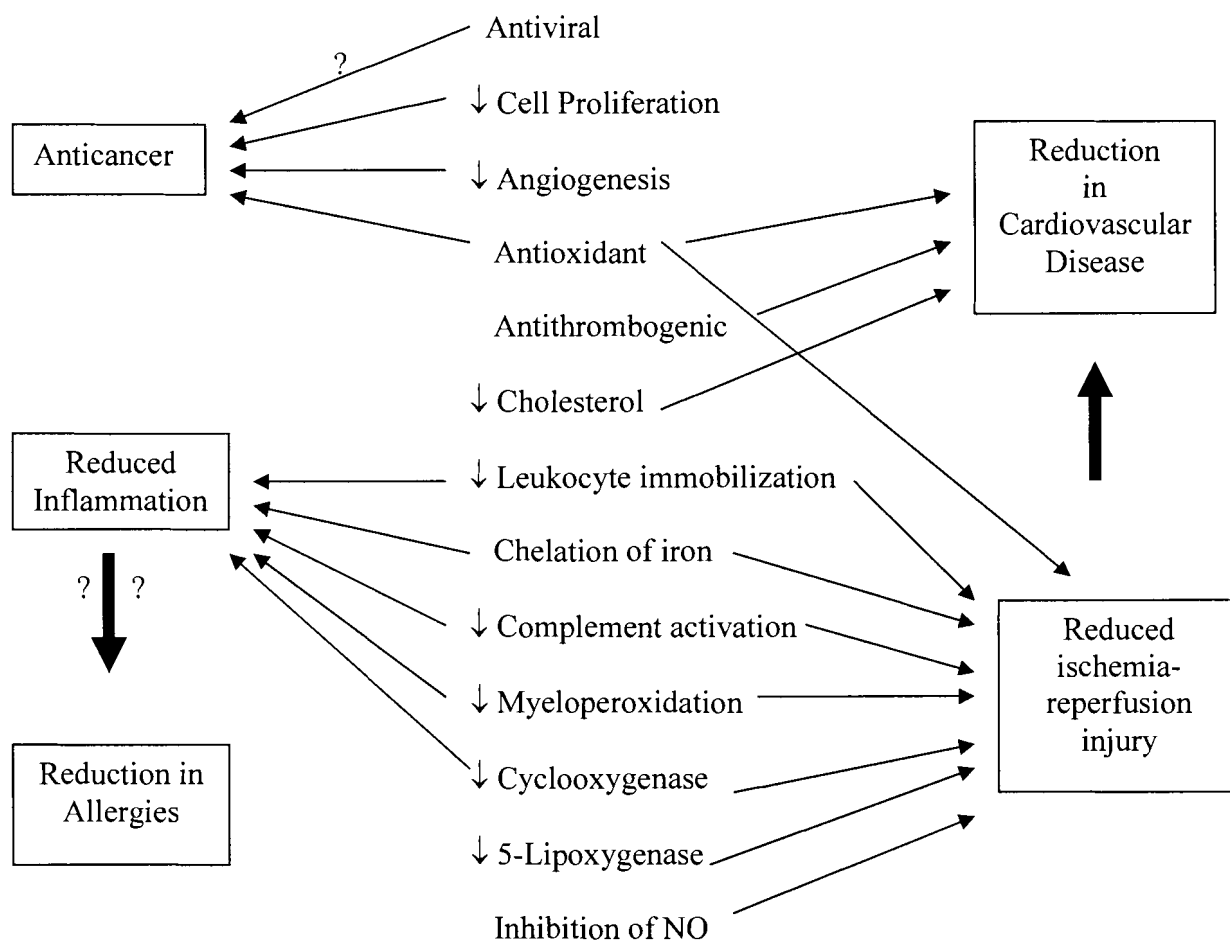 Antiviral
?
↓ Cell Proliferation
Anticancer
↓ Angiogenesis
Antioxidant
Antithrombogenic
↓ Cholesterol
Reduction
in
Cardiovascular
Disease
Reduced
Inflammation
? ?
Reduction in
Allergies
↓ Leukocyte immobilization
Chelation of iron
↓ Complement activation
↓ Myeloperoxidation
↓ Cyclooxygenase
↓ 5-Lipoxygenase
Inhibition of NO
Reduced
ischemia-
reperfusion
injury